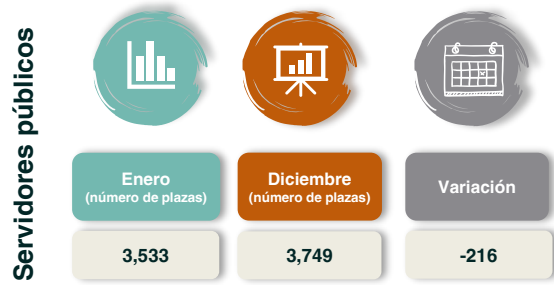 Servidores públicos
Enero
(número de plazas)
Diciembre
(número de plazas)
Variación
3,533
3,749
-216